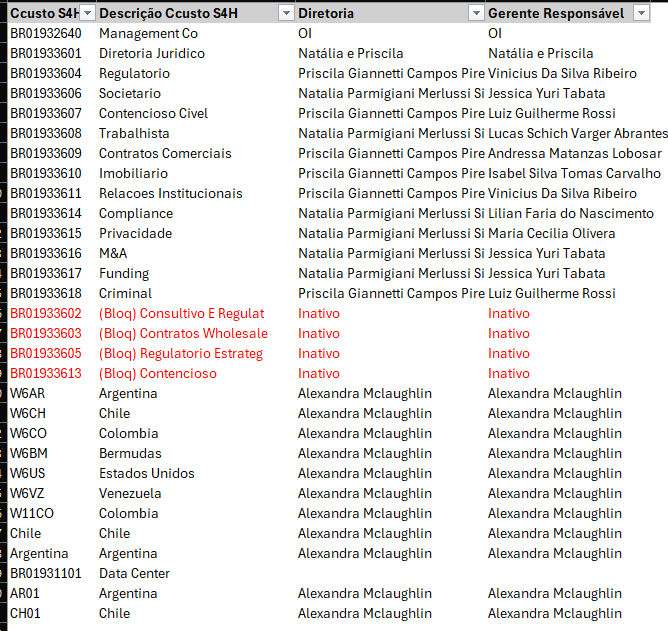 Ccusto S4H Descrição Ccusto S4H Diretoria Gerente Responsável
BR01932640 Management Co OI OI
BR01933601 Diretoria Juridico Natália e Priscila Natália e Priscila
BR01933604 Regulatorio Priscila Giannetti Campos Pire Vinicius Da Silva Ribeiro
BR01933606 Societario Natalia Parmigiani Merlussi Si Jessica Yuri Tabata
BR01933607 Contencioso Civel Priscila Giannetti Campos Pire Luiz Guilherme Rossi
BR01933608 Trabalhista Natalia Parmigiani Merlussi Si Lucas Schich Varger Abrantes
BR01933609 Contratos Comerciais Priscila Giannetti Campos Pire Andressa Matanzas Lobosar
BR01933610 Imobiliario Priscila Giannetti Campos Pire Isabel Silva Tomas Carvalho
BR01933611 Relacoes Institucionais Priscila Giannetti Campos Pire Vinicius Da Silva Ribeiro
BR01933614 Compliance Natalia Parmigiani Merlussi Si Lilian Faria do Nascimento
BR01933615 Privacidade Natalia Parmigiani Merlussi Si Maria Cecilia Olivera
BR01933616 M&A Natalia Parmigiani Merlussi Si Jessica Yuri Tabata
BR01933617 Funding Natalia Parmigiani Merlussi Si Jessica Yuri Tabata
BR01933618 Criminal Priscila Giannetti Campos Pire Luiz Guilherme Rossi
BR01933602 (Bloq) Consultivo E Regulat Inativo Inativo
BR01933603 (Bloq) Contratos Wholesale Inativo Inativo
BR01933605 (Bloq) Regulatorio Estrateg Inativo Inativo
BR01933613 (Bloq) Contencioso Inativo Inativo
W6AR Argentina Alexandra Mclaughlin Alexandra Mclaughlin
W6CH Chile Alexandra Mclaughlin Alexandra Mclaughlin
W6CO Colombia Alexandra Mclaughlin Alexandra Mclaughlin
W6BM Bermudas Alexandra Mclaughlin Alexandra Mclaughlin
W6US Estados Unidos Alexandra Mclaughlin Alexandra Mclaughlin
W6VZ Venezuela Alexandra Mclaughlin Alexandra Mclaughlin
W11CO Colombia Alexandra Mclaughlin Alexandra Mclaughlin
Chile Chile Alexandra Mclaughlin Alexandra Mclaughlin
Argentina Argentina Alexandra Mclaughlin Alexandra Mclaughlin
BR01931101 Data Center
AR01 Argentina Alexandra Mclaughlin Alexandra Mclaughlin
CH01 Chile Alexandra Mclaughlin Alexandra Mclaughlin